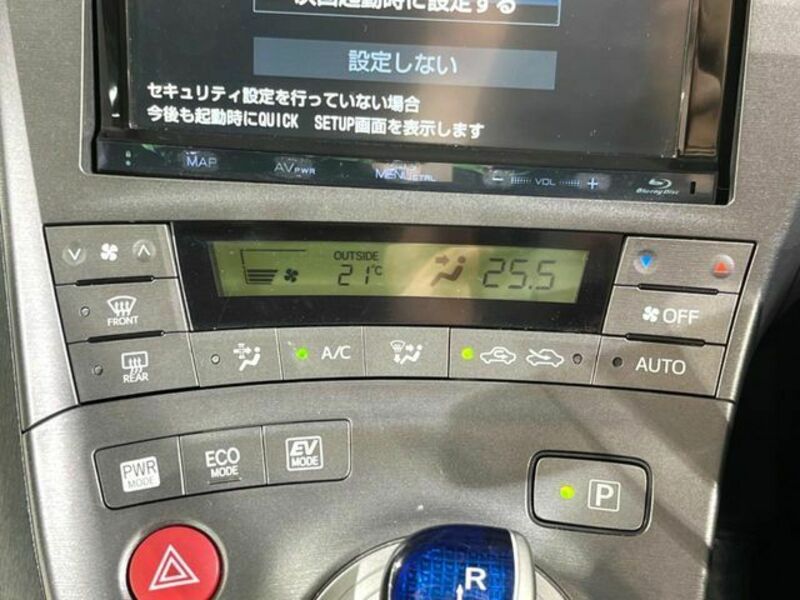 次回起動時に設定する
設定しない
セキュリティ設定を行っていない場合
今後も起動時にQUICK SETUP画面を表示します
MAP
AV PWR
MENU CTRL
− VOL +
Blu-ray Disc
OUTSIDE
21℃
25.5
FRONT
OFF
REAR
A/C
AUTO
PWR
MODE
ECO
MODE
EV
MODE
P
R